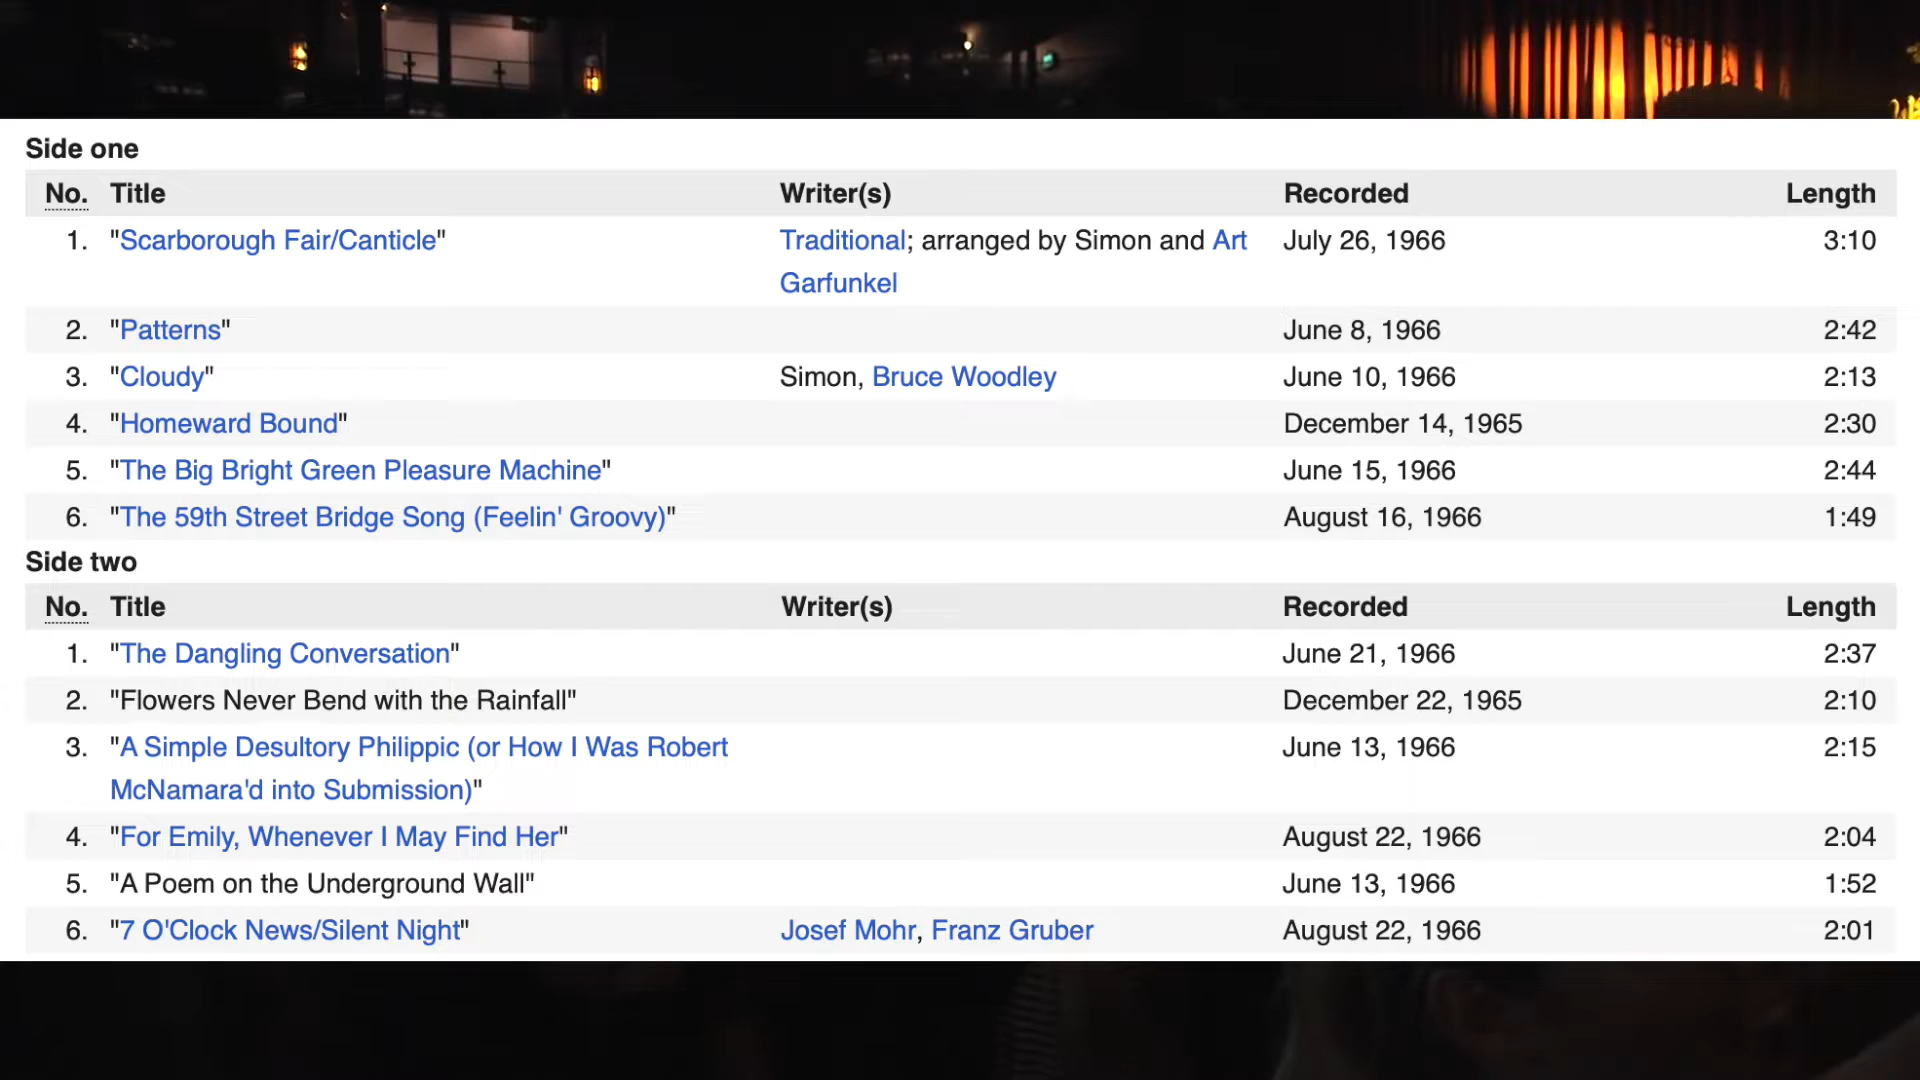 Side one
No. Title Writer(s) Recorded Length
1. "Scarborough Fair/Canticle" Traditional; arranged by Simon and Art Garfunkel July 26, 1966 3:10
2. "Patterns" June 8, 1966 2:42
3. "Cloudy" Simon, Bruce Woodley June 10, 1966 2:13
4. "Homeward Bound" December 14, 1965 2:30
5. "The Big Bright Green Pleasure Machine" June 15, 1966 2:44
6. "The 59th Street Bridge Song (Feelin' Groovy)" August 16, 1966 1:49
Side two
No. Title Writer(s) Recorded Length
1. "The Dangling Conversation" June 21, 1966 2:37
2. "Flowers Never Bend with the Rainfall" December 22, 1965 2:10
3. "A Simple Desultory Philippic (or How I Was Robert McNamara'd into Submission)" June 13, 1966 2:15
4. "For Emily, Whenever I May Find Her" August 22, 1966 2:04
5. "A Poem on the Underground Wall" June 13, 1966 1:52
6. "7 O'Clock News/Silent Night" Josef Mohr, Franz Gruber August 22, 1966 2:01